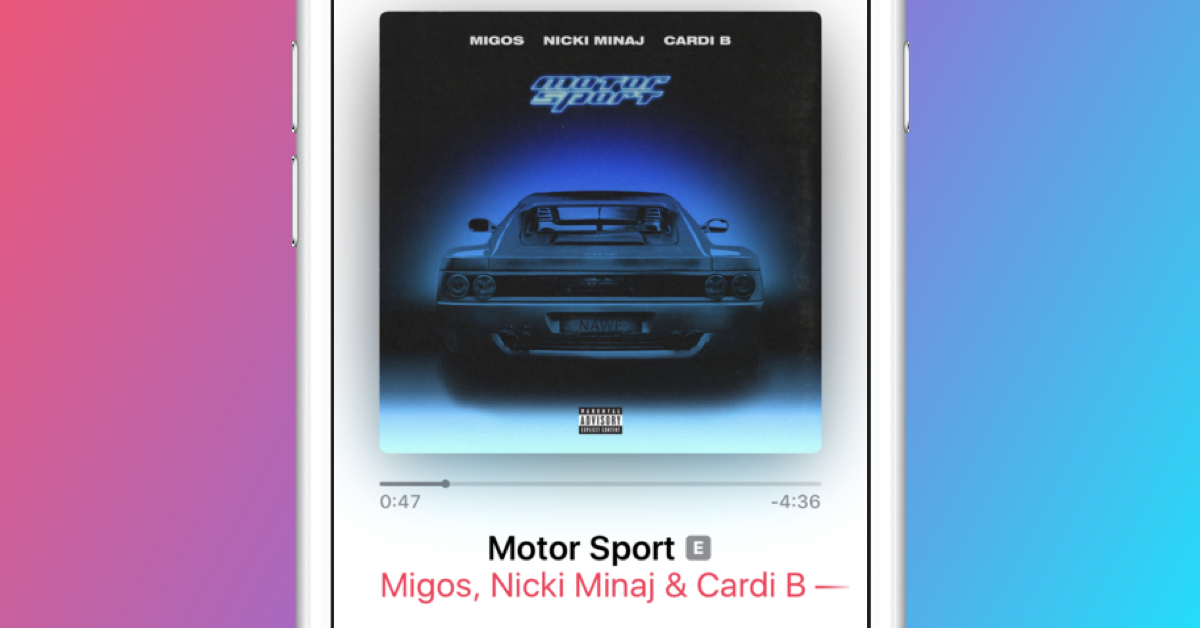 MIGOS NICKI MINAJ CARDI B
motor
sport
NAWF
PARENTAL
ADVISORY
EXPLICIT CONTENT
0:47 -4:36
Motor Sport E
Migos, Nicki Minaj & Cardi B —